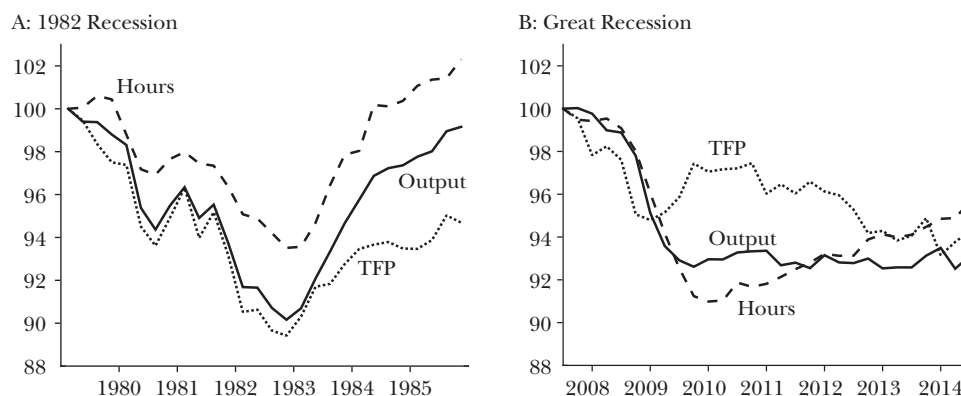 A: 1982 Recession
102
100
98
96
94
92
90
88
Hours
Output
TFP
1980 1981 1982 1983 1984 1985
B: Great Recession
102
100
98
96
94
92
90
88
TFP
Output
Hours
2008 2009 2010 2011 2012 2013 2014